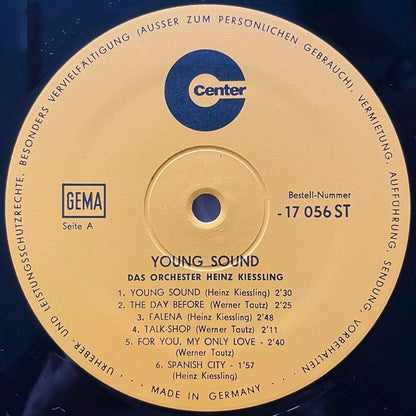 URHEBER- UND LEISTUNGSSCHUTZRECHTE, BESONDERS VERVIELFÄLTIGUNG (AUSSER ZUM PERSÖNLICHEN GEBRAUCH), VERMIETUNG, AUFFÜHRUNG, SENDUNG, VORBEHALTEN
Center
GEMA
Seite A
Bestell-Nummer
-17 056 ST
YOUNG SOUND
DAS ORCHESTER HEINZ KIESSLING
1. YOUNG SOUND (Heinz Kiessling) 2'30
2. THE DAY BEFORE (Werner Tautz) 2'25
3. FALENA (Heinz Kiessling) 2'48
4. TALK-SHOP (Werner Tautz) 2'11
5. FOR YOU, MY ONLY LOVE - 2'40
(Werner Tautz)
6. SPANISH CITY - 1'57
(Heinz Kiessling)
... MADE IN GERMANY ...